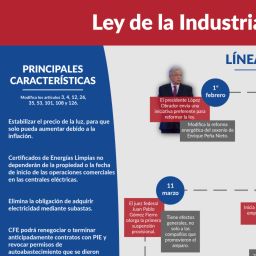 Ley de la Industria
PRINCIPALES
CARACTERÍSTICAS
Modifica los artículos 3, 4, 12, 26,
35, 53, 101, 108 y 126.
Estabilizar el precio de la luz, para que
solo pueda aumentar debido a la
inflación.
Certificados de Energías Limpias no
dependerán de la propiedad o la fecha
de inicio de las operaciones comerciales
en las centrales eléctricas.
Elimina la obligación de adquirir
electricidad mediante subastas.
CFE podrá renegociar o terminar
anticipadamente contratos con PIE y
revocar permisos de
autoabastecimiento que se dieron
LÍNE
1°
febrero
El presidente López
Obrador envía una
iniciativa preferente para
reformar la ley.
Modifica la reforma
energética del sexenio de
Enrique Peña Nieto.
11
marzo
El juez federal
Juan Pablo
Gómez Fierro
otorga la primera
suspensión
provisional.
Tiene efectos
generales, no
solo a las
compañías que
promovieron el
amparo.
Inicia